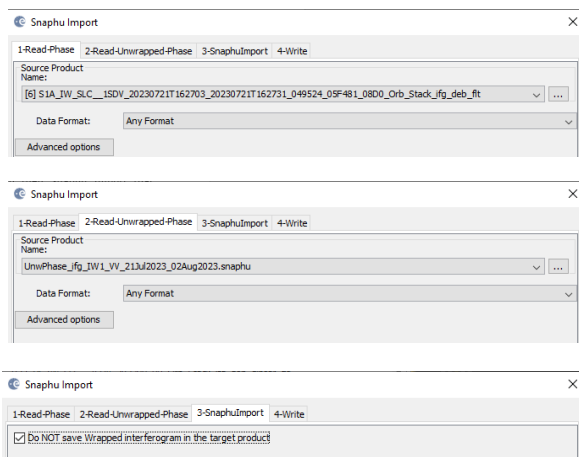 Snaphu Import
1-Read-Phase 2-Read-Unwrapped-Phase 3-SnaphuImport 4-Write
Source Product
Name:
[6] S1A_IW_SLC__1SDV_20230721T162703_20230721T162731_049524_05F481_08D0_Orb_Stack_ifg_deb_flt
...
Data Format: Any Format
Advanced options
Snaphu Import
1-Read-Phase 2-Read-Unwrapped-Phase 3-SnaphuImport 4-Write
Source Product
Name:
UnwPhase_ifg_IW1_VV_21Jul2023_02Aug2023.snaphu
...
Data Format: Any Format
Advanced options
Snaphu Import
1-Read-Phase 2-Read-Unwrapped-Phase 3-SnaphuImport 4-Write
Do NOT save Wrapped interferogram in the target product